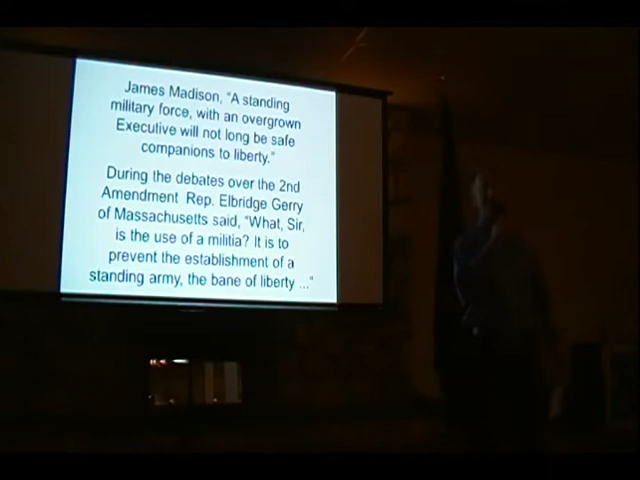 James Madison, “A standing
military force, with an overgrown
Executive will not long be safe
companions to liberty.”
During the debates over the 2nd
Amendment Rep. Elbridge Gerry
of Massachusetts said, “What, Sir,
is the use of a militia? It is to
prevent the establishment of a
standing army, the bane of liberty ...“